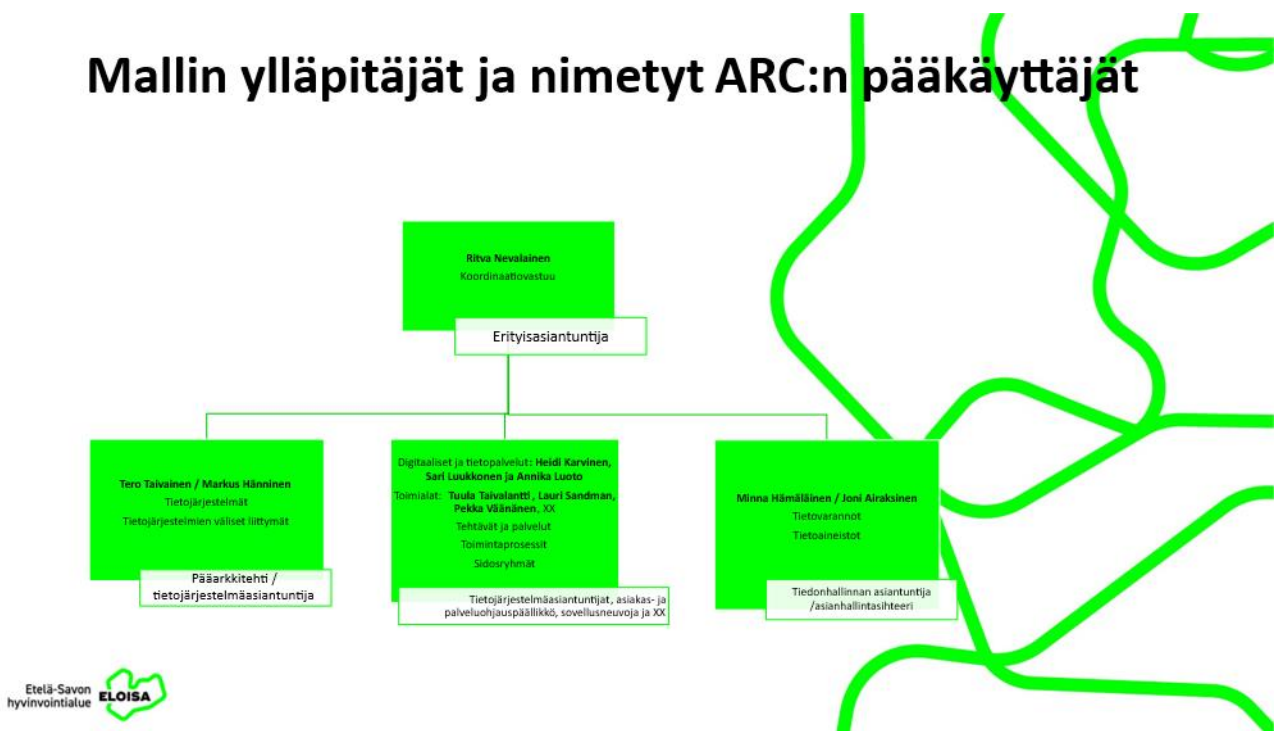 Mallin ylläpitäjät ja nimetyt ARC:n pääkäyttäjät
Ritva Nevalainen
Koordinaatiovastuu
Erityisasiantuntija
Tero Taivainen / Markus Hänninen
Tietojärjestelmät
Tietojärjestelmien väliset liittymät
Pääarkkitehti /
tietojärjestelmäasiantuntija
Digitaaliset ja tietopalvelut: Heidi Karvinen,
Sari Luukkonen ja Annika Luoto
Toimialat: Tuula Taivalantti, Lauri Sandman,
Pekka Väänänen, XX
Tehtävät ja palvelut
Toimintaprosessit
Sidosryhmät
Tietojärjestelmäasiantuntijat, asiakas- ja
palveluohjauspäällikkö, sovellusneuvoja ja XX
Minna Hämäläinen / Joni Airaksinen
Tietovarannot
Tietoaineistot
Tiedonhallinnan asiantuntija
/asianhallintasihteeri
Etelä-Savon
hyvinvointialue
ELOISA